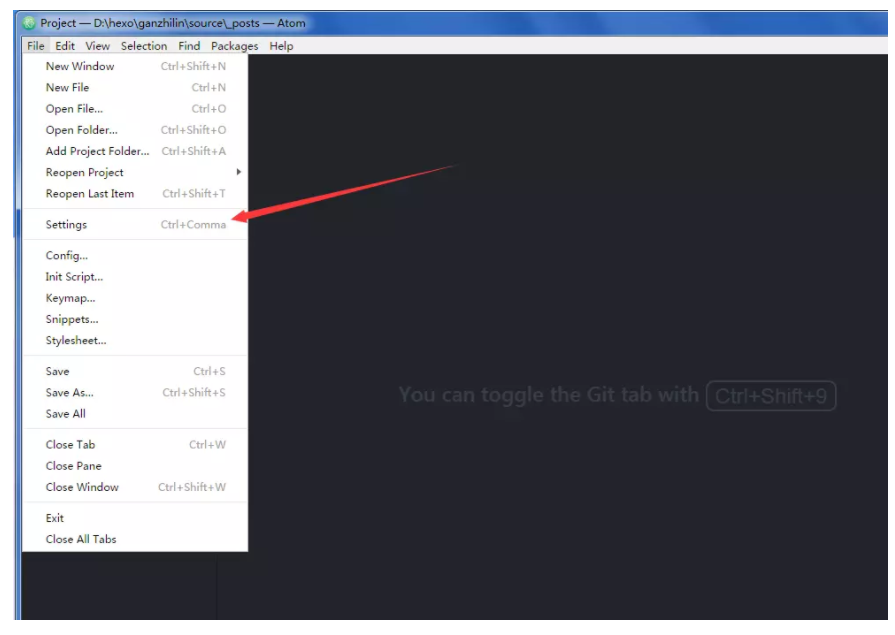 Project — D:\hexo\ganzhilin\source\_posts — Atom
File Edit View Selection Find Packages Help
New Window Ctrl+Shift+N
New File Ctrl+N
Open File... Ctrl+O
Open Folder... Ctrl+Shift+O
Add Project Folder... Ctrl+Shift+A
Reopen Project
Reopen Last Item Ctrl+Shift+T
Settings Ctrl+Comma
Config...
Init Script...
Keymap...
Snippets...
Stylesheet...
Save Ctrl+S
Save As... Ctrl+Shift+S
Save All
You can toggle the Git tab with Ctrl+Shift+9
Close Tab Ctrl+W
Close Pane
Close Window Ctrl+Shift+W
Exit
Close All Tabs